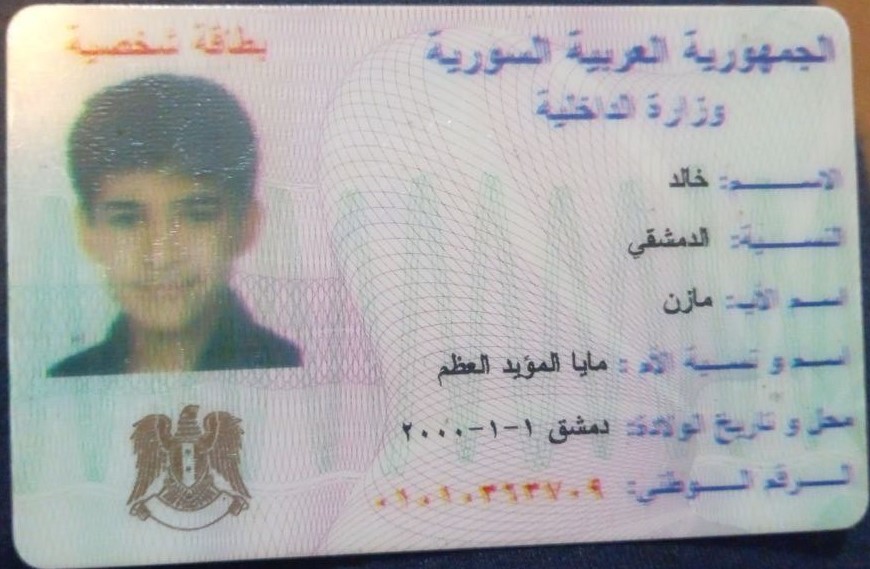 الجمهورية العربية السورية
بطاقة شخصية
وزارة الداخلية
الاسم: خالد
النسبة: الدمشقي
اسم الأب: مازن
اسم و نسبة الأم: مايا المؤيد العظم
محل و تاريخ الولادة: دمشق ١-١-٢٠٠٠
الرقم الوطني: ٠١٠١٠٣٦٣٧٠٩